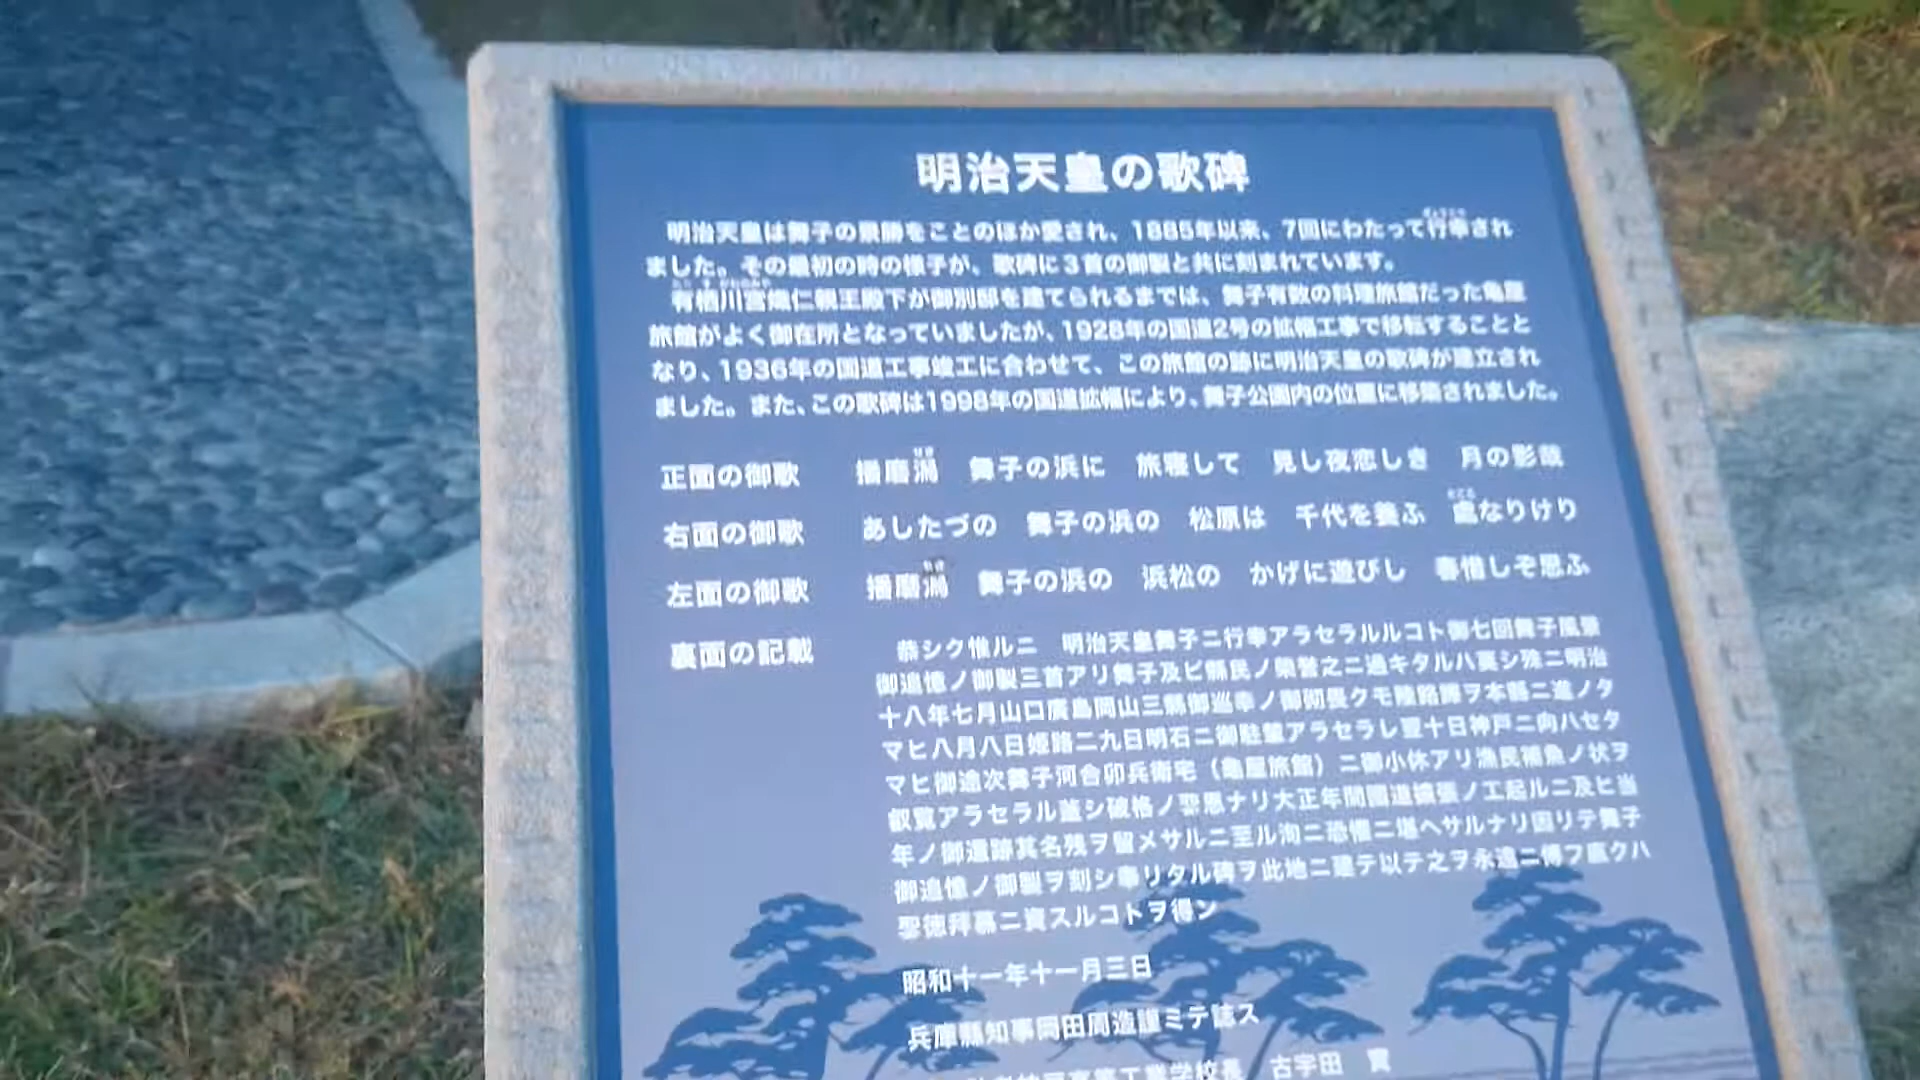 明治天皇の歌碑
明治天皇は舞子の景勝をことのほか愛され、1885年以来、7回にわたって行幸され
ました。その最初の時の様子が、歌碑に3首の御製と共に刻まれています。
有栖川宮熾仁親王殿下が御別邸を建てられるまでは、舞子有数の料理旅館だった亀屋
旅館がよく御在所となっていましたが、1928年の国道2号の拡幅工事で移転することと
なり、1936年の国道工事竣工に合わせて、この旅館の跡に明治天皇の歌碑が建立され
ました。また、この歌碑は1998年の国道拡幅により、舞子公園内の位置に移築されました。
正面の御歌 播磨潟 舞子の浜に 旅寝して 見し夜恋しき 月の影哉
右面の御歌 あしたづの 舞子の浜の 松原は 千代を養ふ 處なりけり
左面の御歌 播磨潟 舞子の浜の 浜松の かげに遊びし 春惜しぞ思ふ
裏面の記載 恭シク惟ルニ 明治天皇舞子ニ行幸アラセラルルコト御七回舞子風景
御追憶ノ御製三首アリ舞子及ビ縣民ノ榮誉之ニ過キタルハ莫シ殊ニ明治
十八年七月山口廣島岡山三縣御巡幸ノ御砌畏クモ陸路蹕ヲ本縣ニ進ノタ
マヒ八月八日姫路ニ九日明石ニ御駐輦アラセラレ翌十日神戸ニ向ハセタ
マヒ御途次舞子河合卯兵衛宅（亀屋旅館）ニ御小休アリ漁民捕魚ノ状ヲ
叡覧アラセラル蓋シ破格ノ恩ナリ大正年間國道擴張ノ工起ルニ及ヒ当
年ノ御遺跡其名残ヲ留メサルニ至ル洵ニ恐懼ニ堪ヘサルナリ因リテ舞子
御追憶ノ御製ヲ刻シ奉リタル碑ヲ此地ニ建テ以テ之ヲ永遠ニ傳フ庶クハ
聖徳拜慕ニ資スルコトヲ得ン
昭和十一年十一月三日
兵庫縣知事岡田周造謹ミテ誌ス
高等工業学校長 古宇田 實